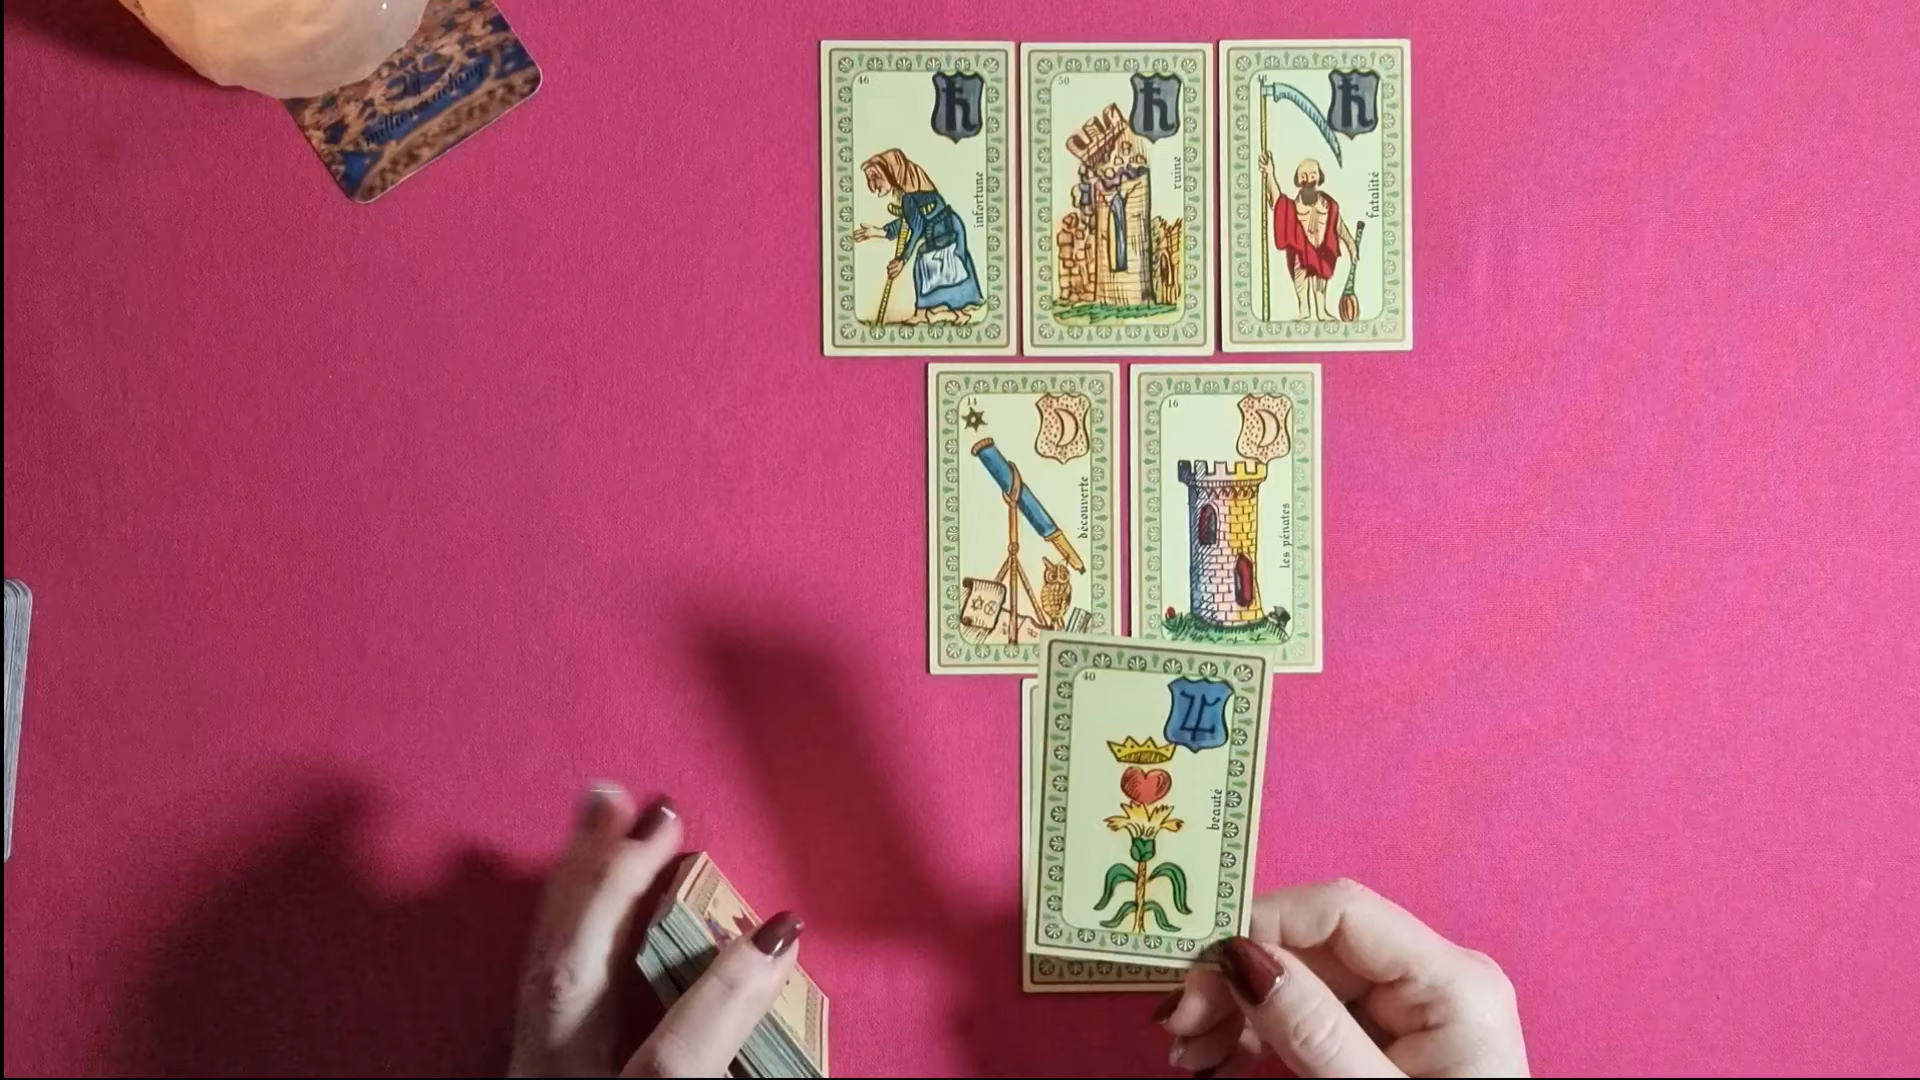 46
infortune
50
ruine
fatalité
14
découverte
16
les pénates
40
beauté